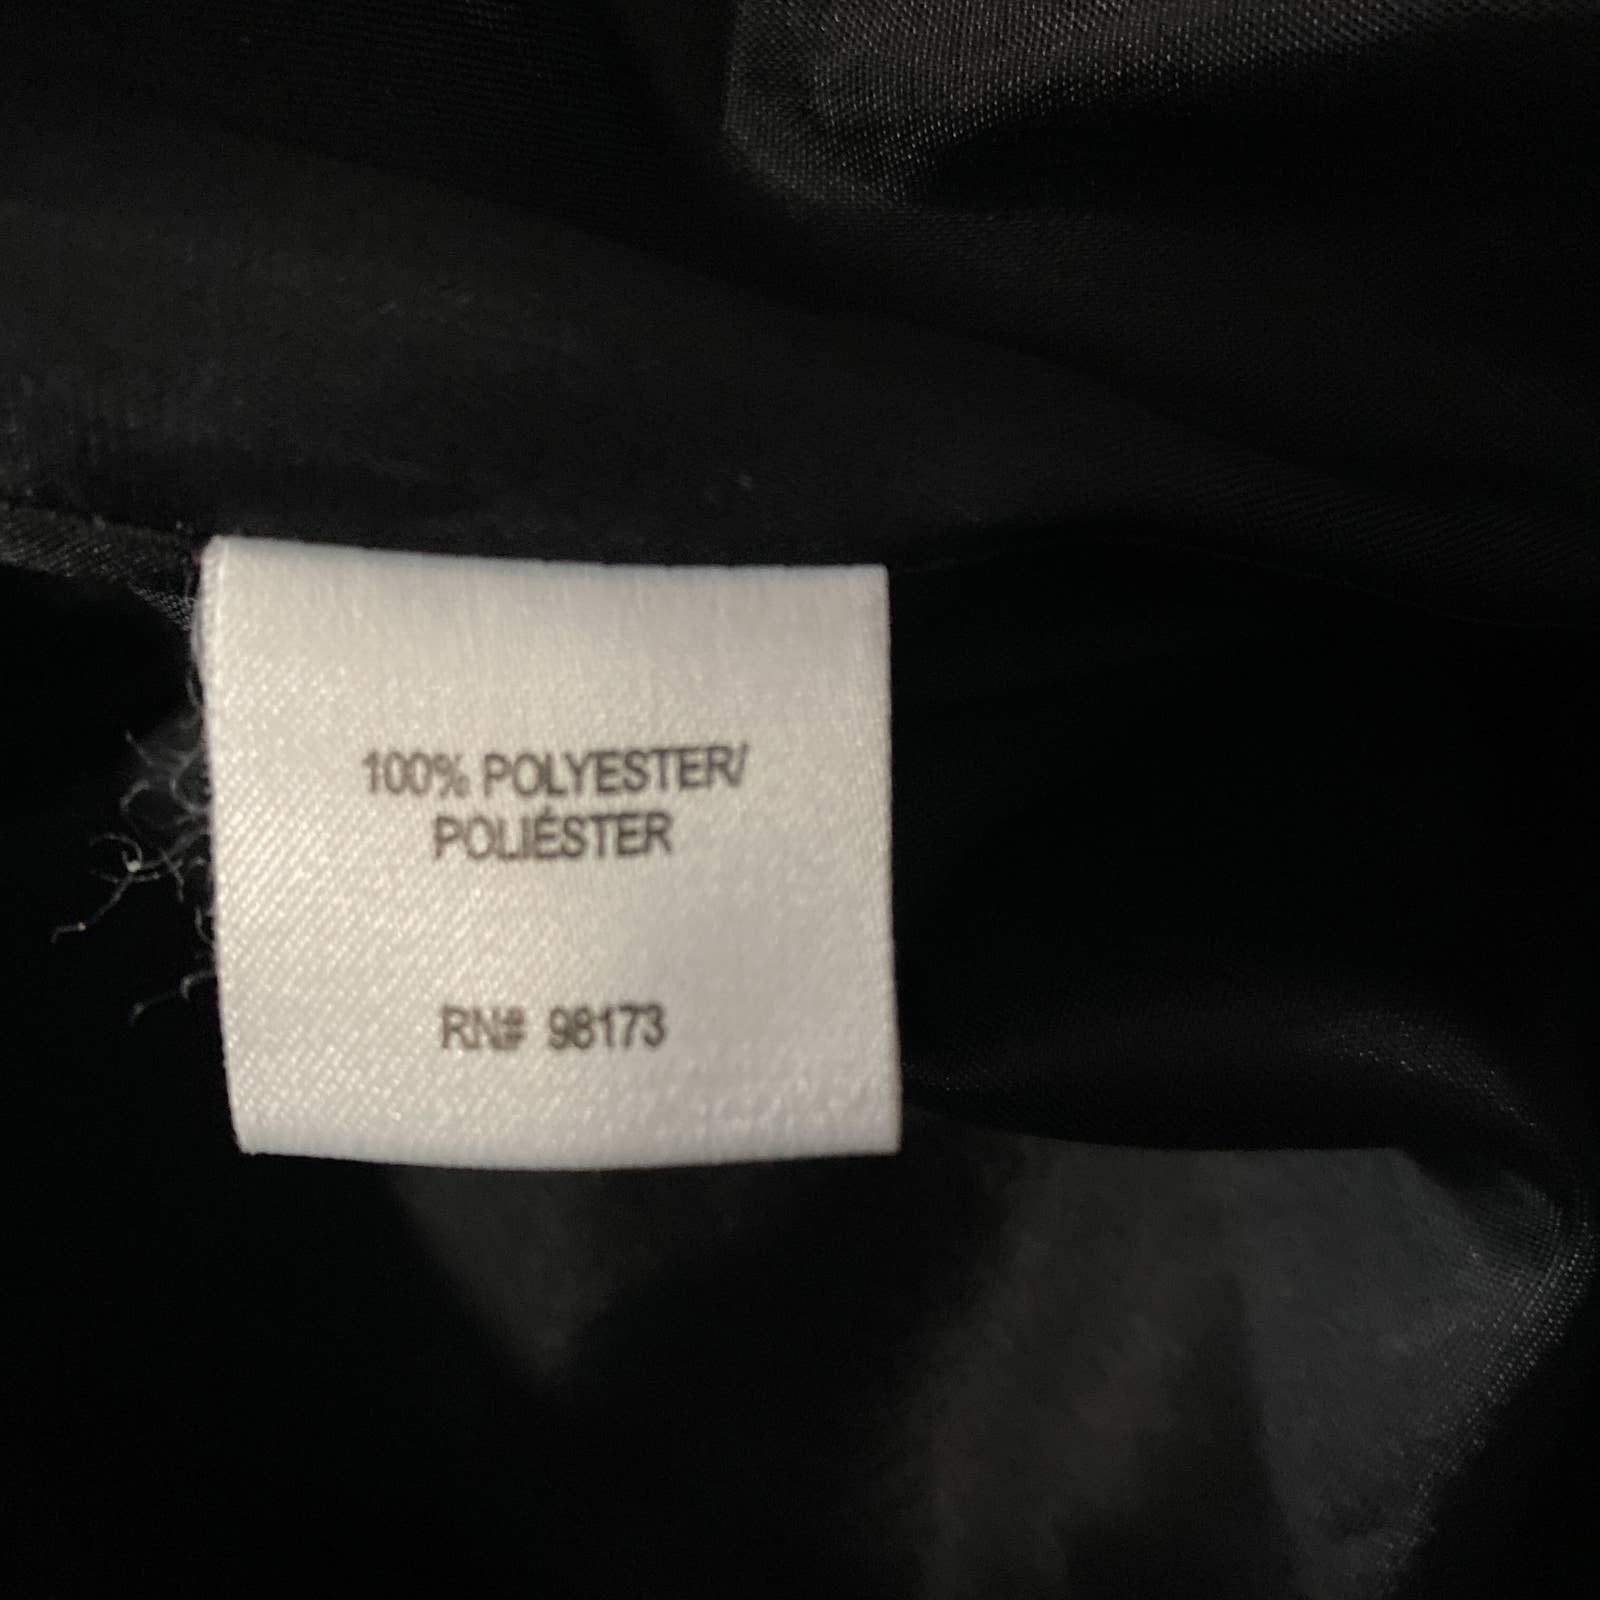 100% POLYESTER/
POLIÉSTER
RN# 98173